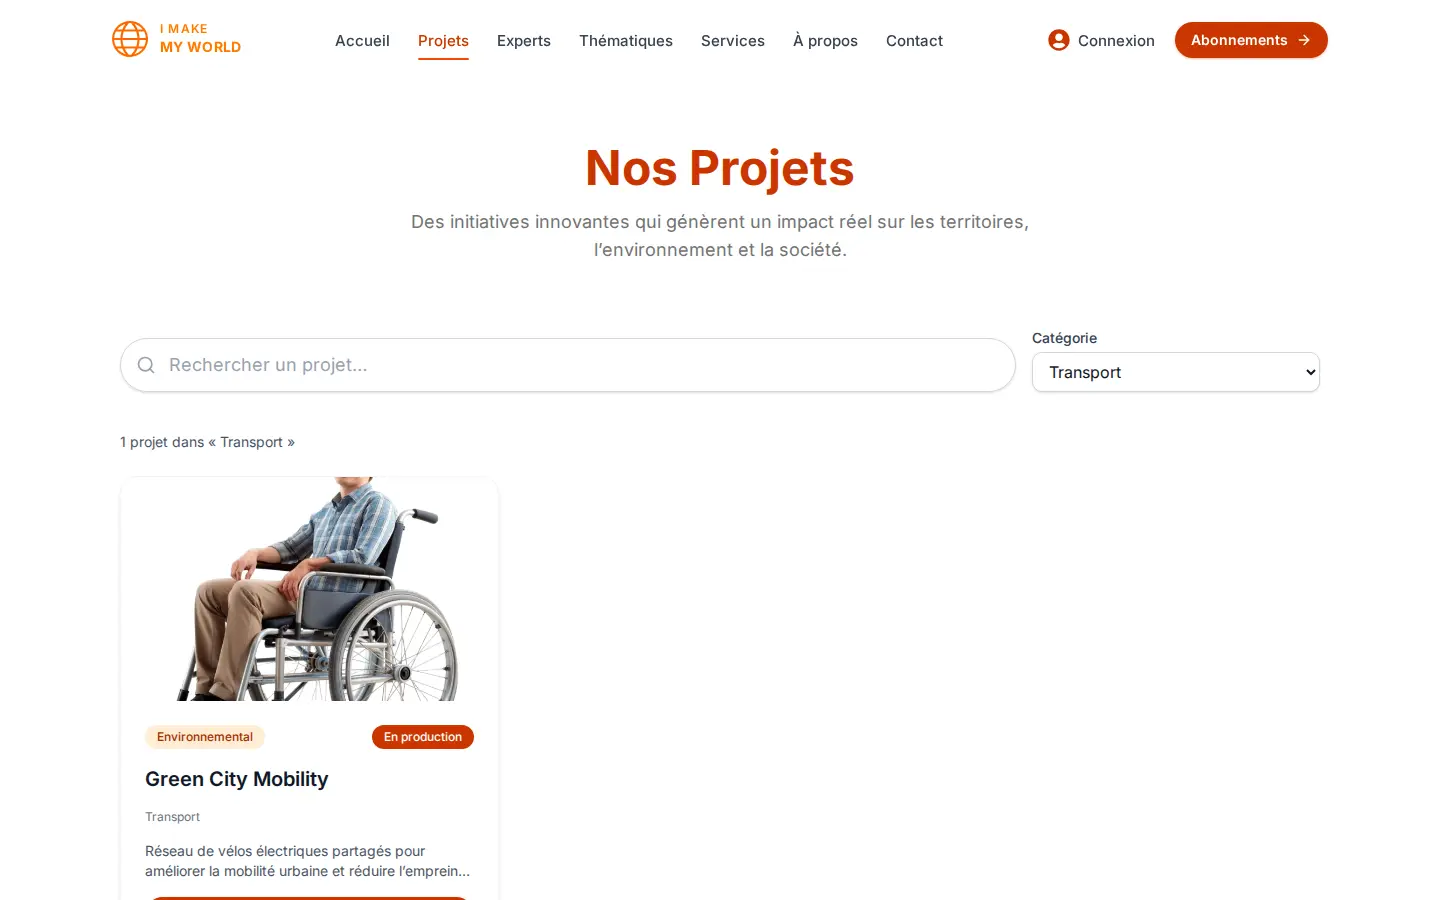 I MAKE
MY WORLD
Accueil
Projets
Experts
Thématiques
Services
À propos
Contact
Connexion
Abonnements
Nos Projets
Des initiatives innovantes qui génèrent un impact réel sur les territoires,
l’environnement et la société.
Rechercher un projet...
Catégorie
Transport
1 projet dans « Transport »
Environnemental
En production
Green City Mobility
Transport
Réseau de vélos électriques partagés pour
améliorer la mobilité urbaine et réduire l’emprein...